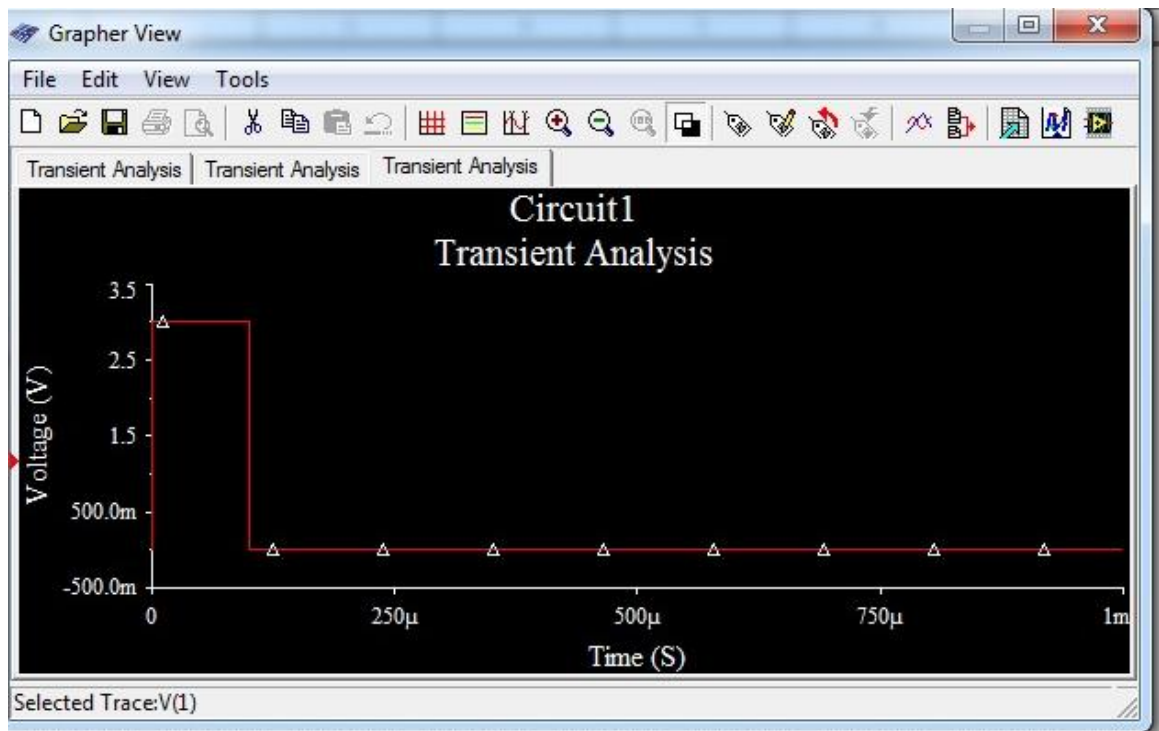 Grapher View
File Edit View Tools
Transient Analysis Transient Analysis Transient Analysis
Circuit1
Transient Analysis
3.5
2.5
1.5
500.0m
-500.0m
Voltage (V)
0 250µ 500µ 750µ 1m
Time (S)
Selected Trace:V(1)